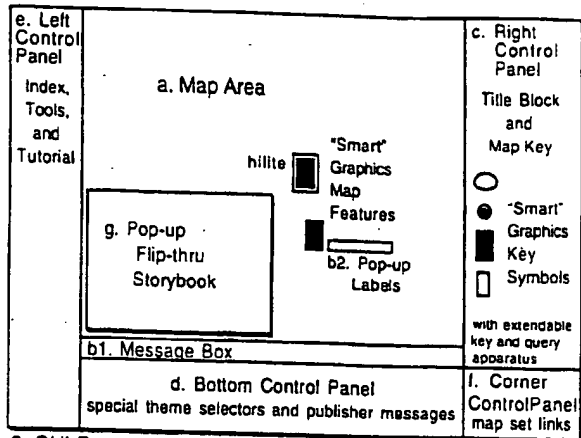 e. Left
Control
Panel
Index,
Tools,
and
Tutorial
a. Map Area
hilite
"Smart"
Graphics
Map
Features
b2. Pop-up
Labels
g. Pop-up
Flip-thru
Storybook
b1. Message Box
d. Bottom Control Panel
special theme selectors and publisher messages
c. Right
Control
Panel
Title Block
and
Map Key
"Smart"
Graphics
Key
Symbols
with extendable
key and query
apparatus
f. Corner
ControlPanel
map set links